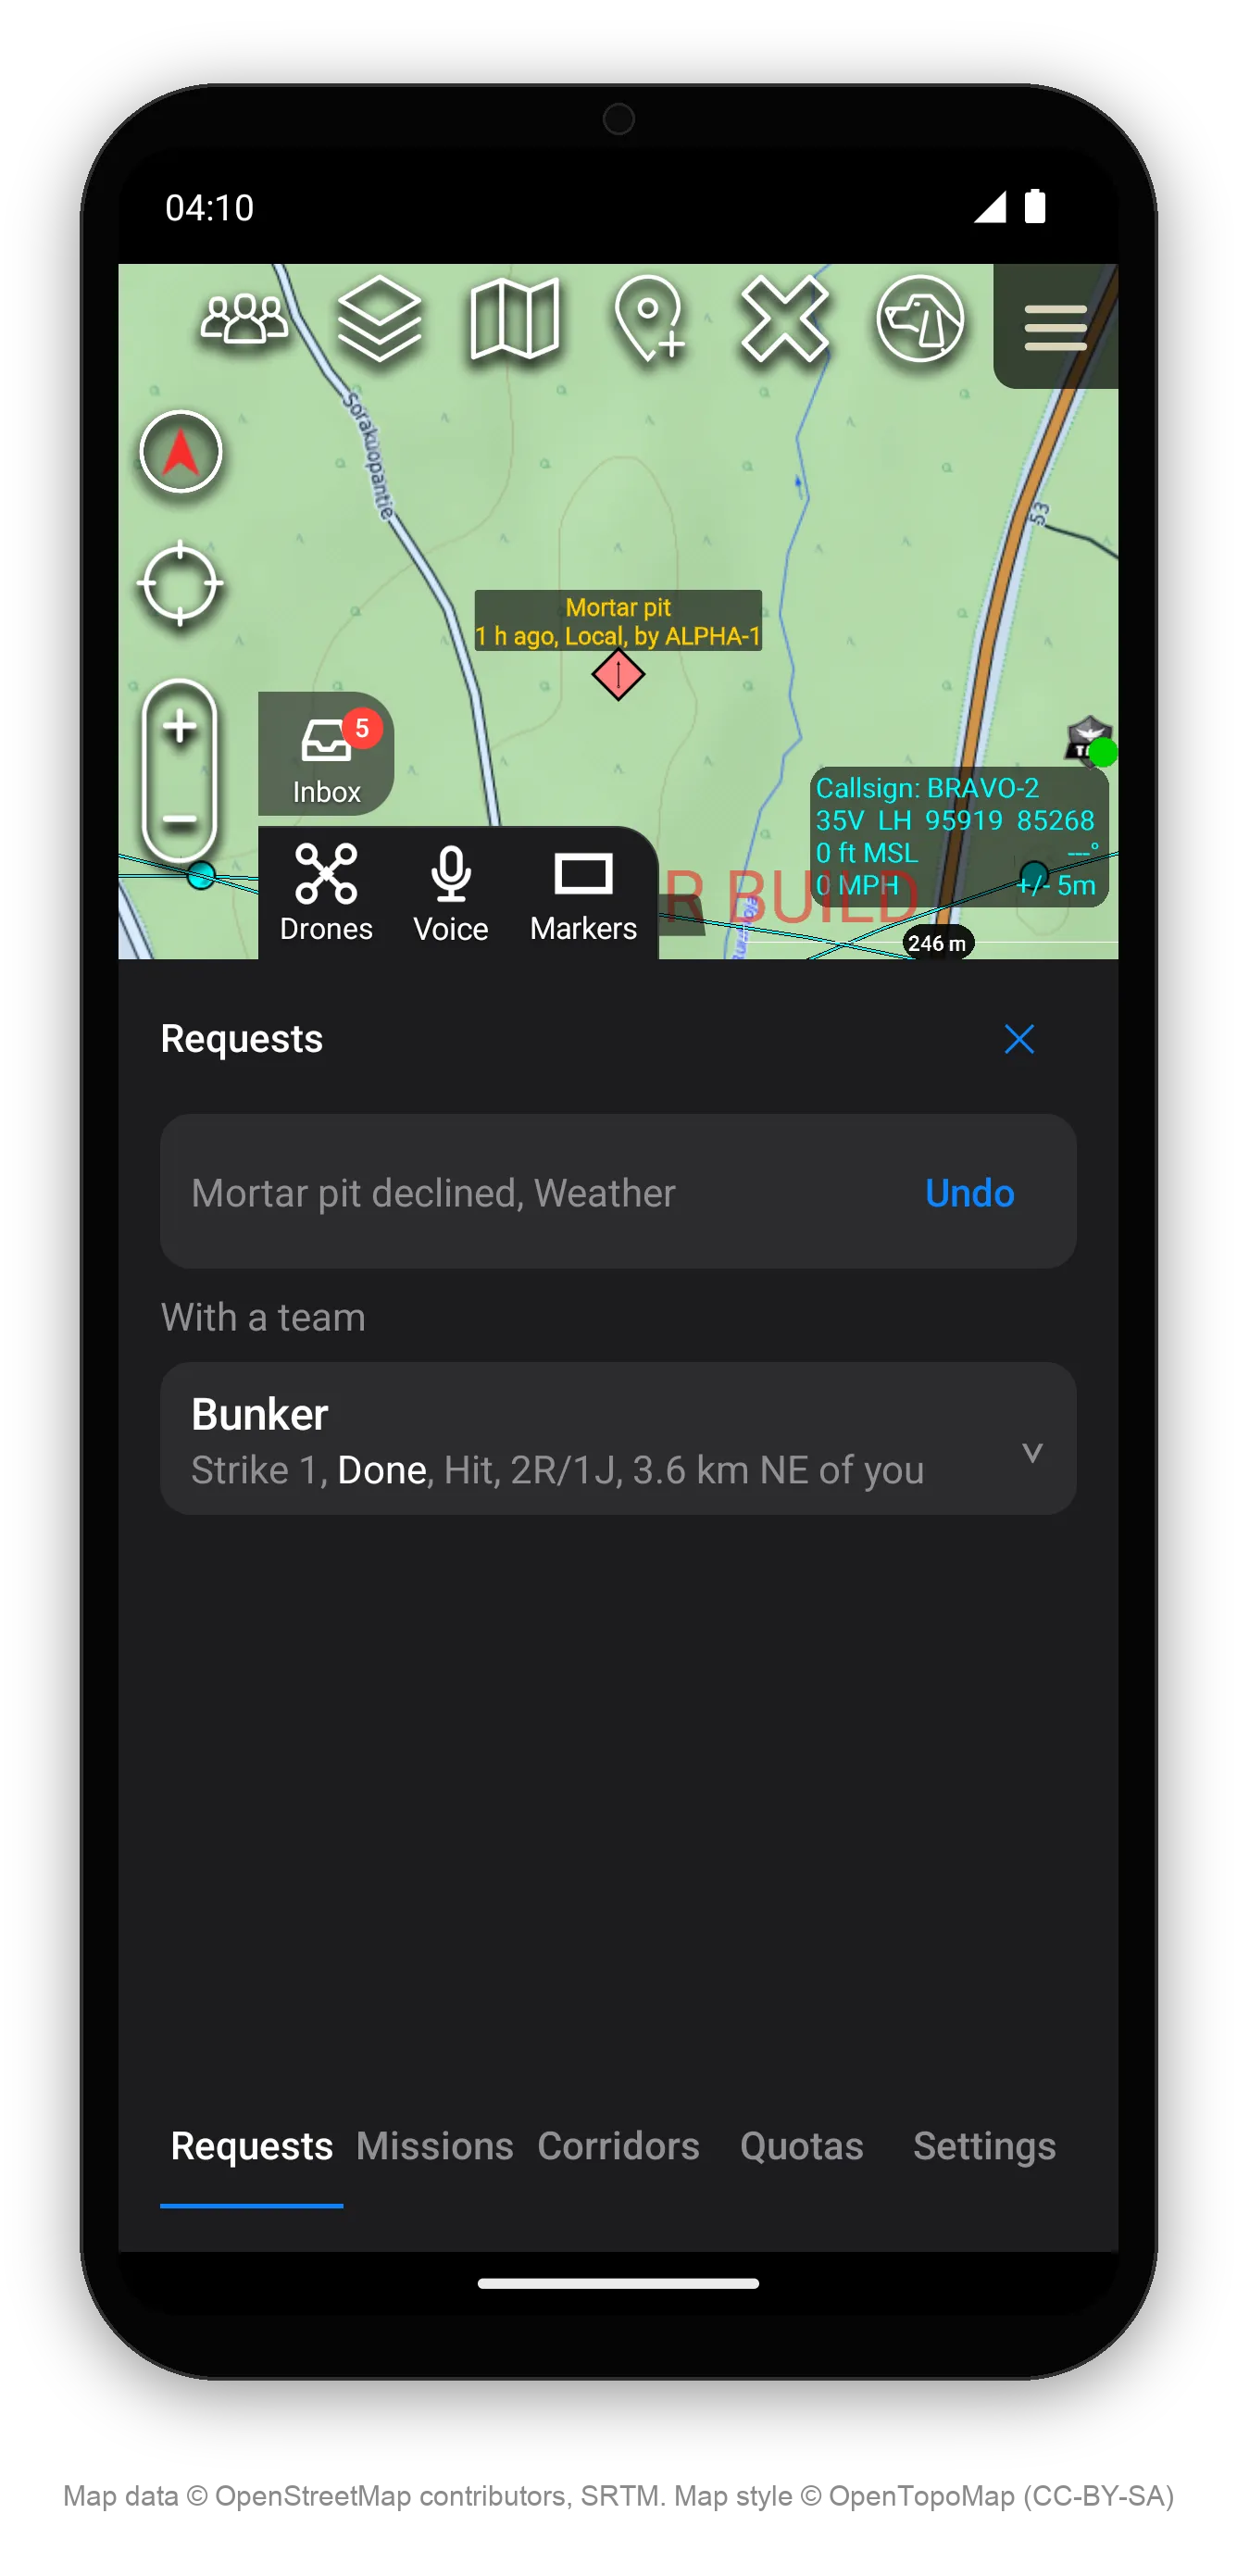 04:10
Sorakuopantie
53
Mortar pit
1 h ago, Local, by ALPHA-1
5
Inbox
Callsign: BRAVO-2
35V LH 95919 85268
0 ft MSL
---°
0 MPH
+/- 5m
R BUILD
Drones
Voice
Markers
246 m
Requests
Mortar pit declined, Weather
Undo
With a team
Bunker
Strike 1, Done, Hit, 2R/1J, 3.6 km NE of you
Requests
Missions
Corridors
Quotas
Settings
Map data © OpenStreetMap contributors, SRTM. Map style © OpenTopoMap (CC-BY-SA)